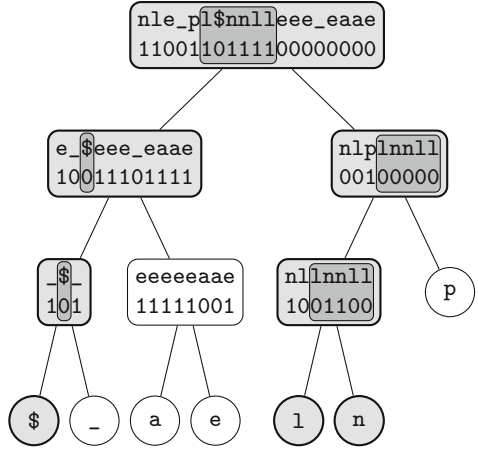 nle_pl$nnlleee_eaae
1100110111100000000
e_$eee_eaae
10011101111
nlplnnll
00100000
_$_
101
eeeeeaae
11111001
nllnnll
1001100
p
$
_
a
e
l
n